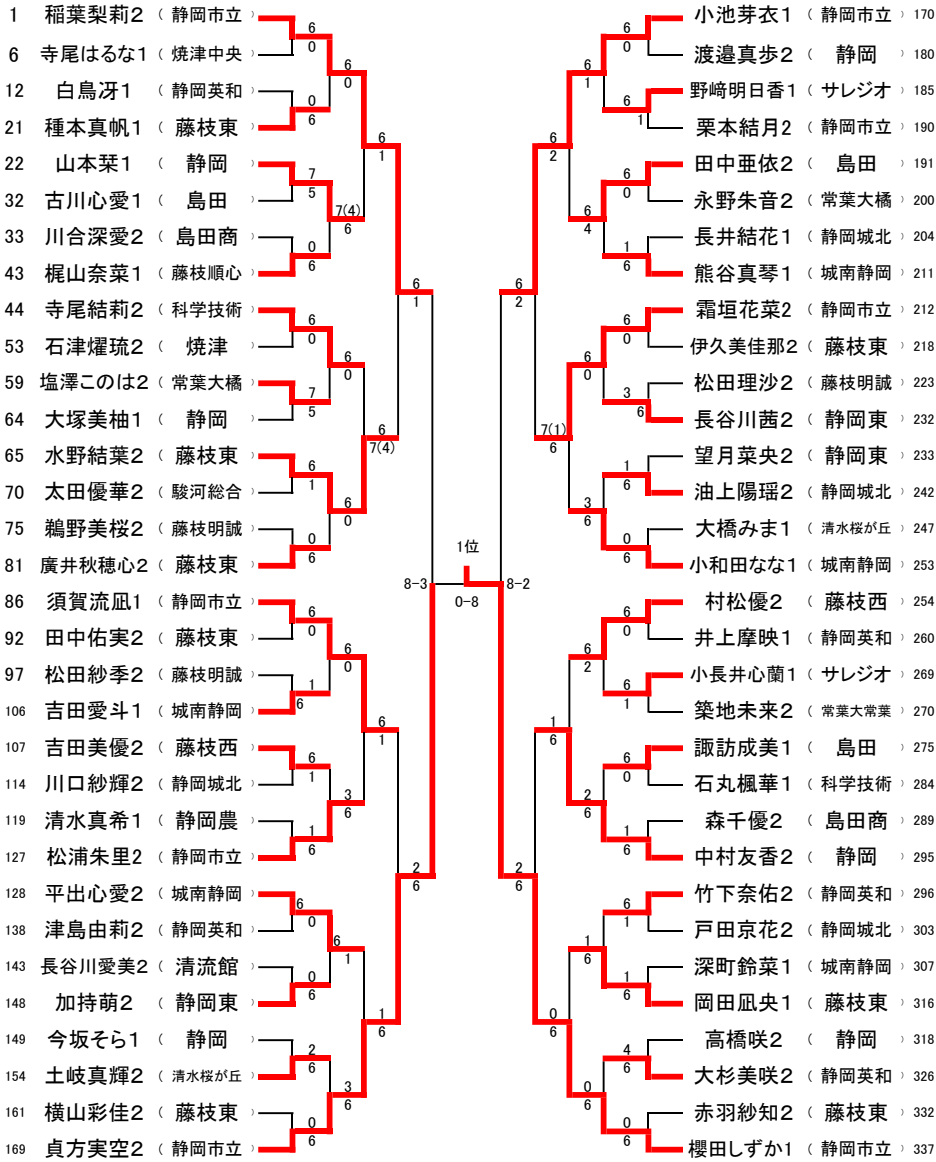 1 稲葉梨莉2 ( 静岡市立 )
6 寺尾はるな1 ( 焼津中央 )
12 白鳥冴1 ( 静岡英和 )
21 種本真帆1 ( 藤枝東 )
22 山本栞1 ( 静岡 )
32 古川心愛1 ( 島田 )
33 川合深愛2 ( 島田商 )
43 梶山奈菜1 ( 藤枝順心 )
44 寺尾結莉2 ( 科学技術 )
53 石津燿琉2 ( 焼津 )
59 塩澤このは2 ( 常葉大橘 )
64 大塚美柚1 ( 静岡 )
65 水野結葉2 ( 藤枝東 )
70 太田優華2 ( 駿河総合 )
75 鵜野美桜2 ( 藤枝明誠 )
81 廣井秋穂心2 ( 藤枝東 )
86 須賀流凪1 ( 静岡市立 )
92 田中佑実2 ( 藤枝東 )
97 松田紗季2 ( 藤枝明誠 )
106 吉田愛斗1 ( 城南静岡 )
107 吉田美優2 ( 藤枝西 )
114 川口紗輝2 ( 静岡城北 )
119 清水真希1 ( 静岡農 )
127 松浦朱里2 ( 静岡市立 )
128 平出心愛2 ( 城南静岡 )
138 津島由莉2 ( 静岡英和 )
143 長谷川愛美2 ( 清流館 )
148 加持萌2 ( 静岡東 )
149 今坂そら1 ( 静岡 )
154 土岐真輝2 ( 清水桜が丘 )
161 横山彩佳2 ( 藤枝東 )
169 貞方実空2 ( 静岡市立 )
6
0
0
6
7
5
0
6
6
0
7
5
6
1
0
6
6
0
1
6
6
1
1
6
6
0
0
6
2
6
0
6
6
0
7(4)
6
6
0
6
0
6
0
3
6
6
1
3
6
6
1
6
7(4)
6
1
1
6
6
1
2
6
8-3
1位
0-8
8-2
6
2
2
6
6
2
7(1)
6
1
6
0
6
6
1
6
4
6
0
3
6
6
2
2
6
1
6
0
6
6
0
6
1
6
0
1
6
6
0
3
6
1
6
0
6
6
0
6
1
6
0
1
6
6
1
1
6
4
6
0
6
小池芽衣1 ( 静岡市立 ) 170
渡邉真歩2 ( 静岡 ) 180
野﨑明日香1 ( サレジオ ) 185
栗本結月2 ( 静岡市立 ) 190
田中亜依2 ( 島田 ) 191
永野朱音2 ( 常葉大橘 ) 200
長井結花1 ( 静岡城北 ) 204
熊谷真琴1 ( 城南静岡 ) 211
霜垣花菜2 ( 静岡市立 ) 212
伊久美佳那2 ( 藤枝東 ) 218
松田理沙2 ( 藤枝明誠 ) 223
長谷川茜2 ( 静岡東 ) 232
望月菜央2 ( 静岡東 ) 233
油上陽瑶2 ( 静岡城北 ) 242
大橋みま1 ( 清水桜が丘 ) 247
小和田なな1 ( 城南静岡 ) 253
村松優2 ( 藤枝西 ) 254
井上摩映1 ( 静岡英和 ) 260
小長井心蘭1 ( サレジオ ) 269
築地未来2 ( 常葉大常葉 ) 270
諏訪成美1 ( 島田 ) 275
石丸楓華1 ( 科学技術 ) 284
森千優2 ( 島田商 ) 289
中村友香2 ( 静岡 ) 295
竹下奈佑2 ( 静岡英和 ) 296
戸田京花2 ( 静岡城北 ) 303
深町鈴菜1 ( 城南静岡 ) 307
岡田凪央1 ( 藤枝東 ) 316
高橋咲2 ( 静岡 ) 318
大杉美咲2 ( 静岡英和 ) 326
赤羽紗知2 ( 藤枝東 ) 332
櫻田しずか1 ( 静岡市立 ) 337